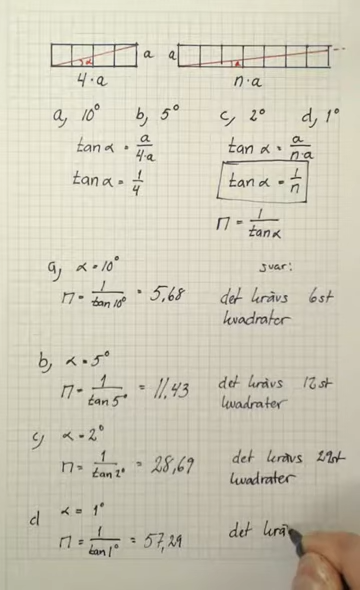 a a
α α
4·a n·a
a, 10° b, 5° c, 2° d, 1°
tan α = a/4·a tan α = a/n·a
tan α = 1/4 tan α = 1/n
n = 1/tan α
a, α = 10° svar:
n = 1/tan 10° = 5,68 det krävs 6st
kvadrater
b, α = 5°
n = 1/tan 5° = 11,43 det krävs 12st
kvadrater
c, α = 2°
n = 1/tan 2° = 28,69 det krävs 29st
kvadrater
d α = 1°
n = 1/tan 1° = 57,29 det krä